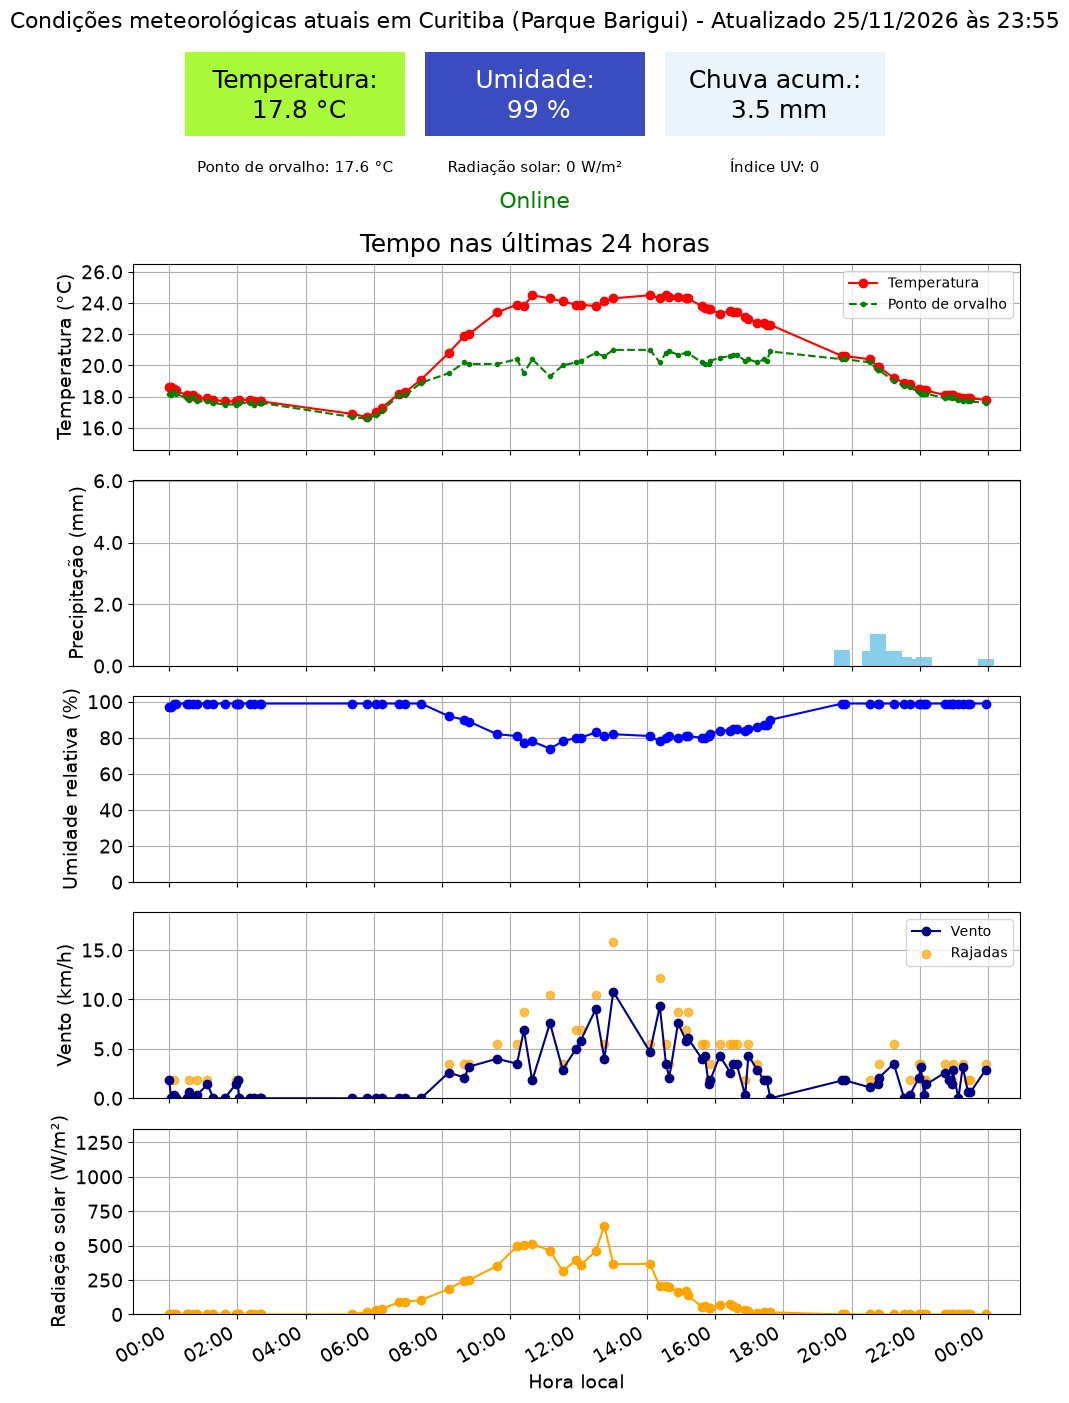 Condições meteorológicas atuais em Curitiba (Parque Barigui) - Atualizado 25/11/2026 às 23:55
Temperatura:
17.8 °C
Umidade:
99 %
Chuva acum.:
3.5 mm
Ponto de orvalho: 17.6 °C
Radiação solar: 0 W/m²
Índice UV: 0
Online
Tempo nas últimas 24 horas
Temperatura (°C)
26.0
24.0
22.0
20.0
18.0
16.0
Temperatura
Ponto de orvalho
Precipitação (mm)
6.0
4.0
2.0
0.0
Umidade relativa (%)
100
80
60
40
20
0
Vento (km/h)
15.0
10.0
5.0
0.0
Vento
Rajadas
Radiação solar (W/m²)
1250
1000
750
500
250
0
00:00
02:00
04:00
06:00
08:00
10:00
12:00
14:00
16:00
18:00
20:00
22:00
00:00
Hora local